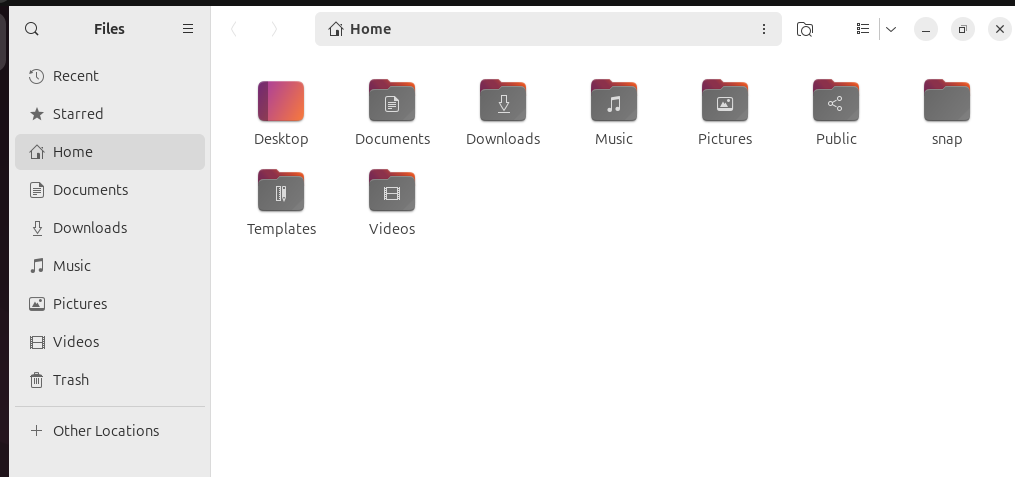 Files
Home
Recent
Starred
Home
Documents
Downloads
Music
Pictures
Videos
Trash
Other Locations
Desktop
Documents
Downloads
Music
Pictures
Public
snap
Templates
Videos